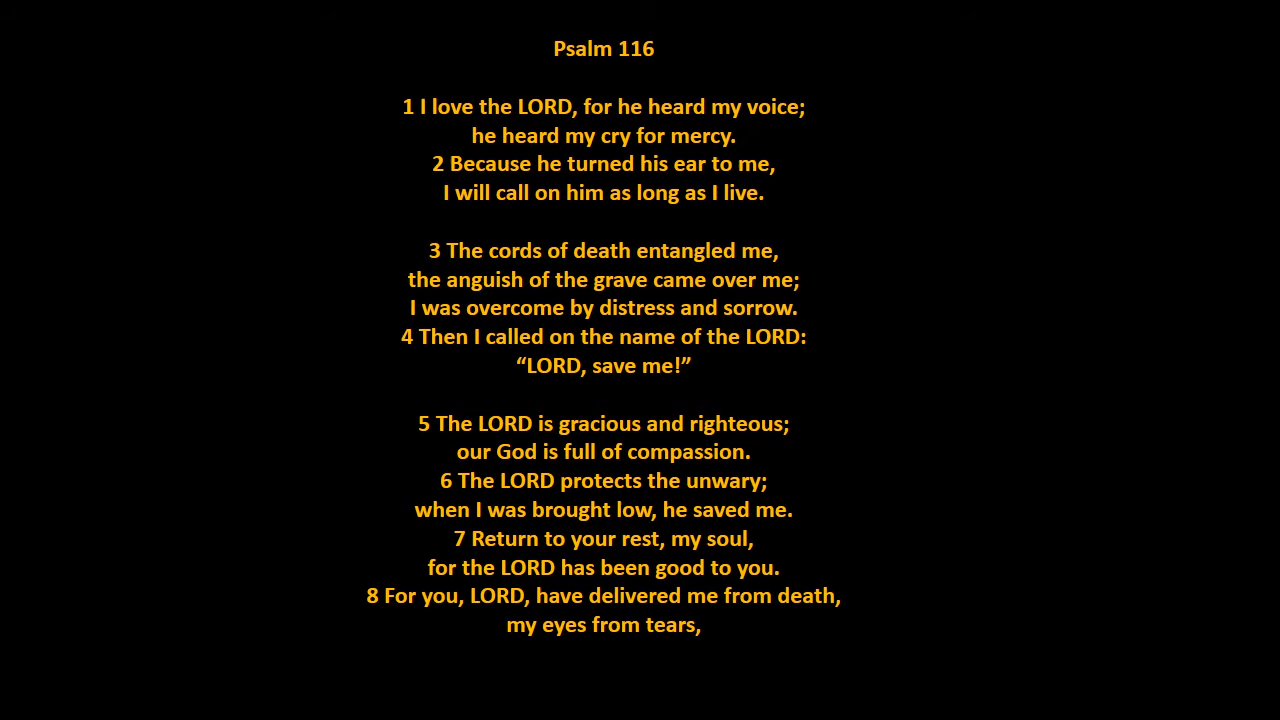 Psalm 116
1 I love the LORD, for he heard my voice;
he heard my cry for mercy.
2 Because he turned his ear to me,
I will call on him as long as I live.
3 The cords of death entangled me,
the anguish of the grave came over me;
I was overcome by distress and sorrow.
4 Then I called on the name of the LORD:
“LORD, save me!”
5 The LORD is gracious and righteous;
our God is full of compassion.
6 The LORD protects the unwary;
when I was brought low, he saved me.
7 Return to your rest, my soul,
for the LORD has been good to you.
8 For you, LORD, have delivered me from death,
my eyes from tears,